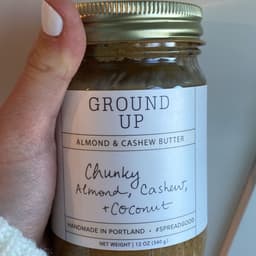 GROUND
UP
ALMOND & CASHEW BUTTER
Chunky
Almond, Cashew,
+ Coconut
HANDMADE IN PORTLAND • #SPREADGOOD
NET WEIGHT | 12 OZ (340 g)